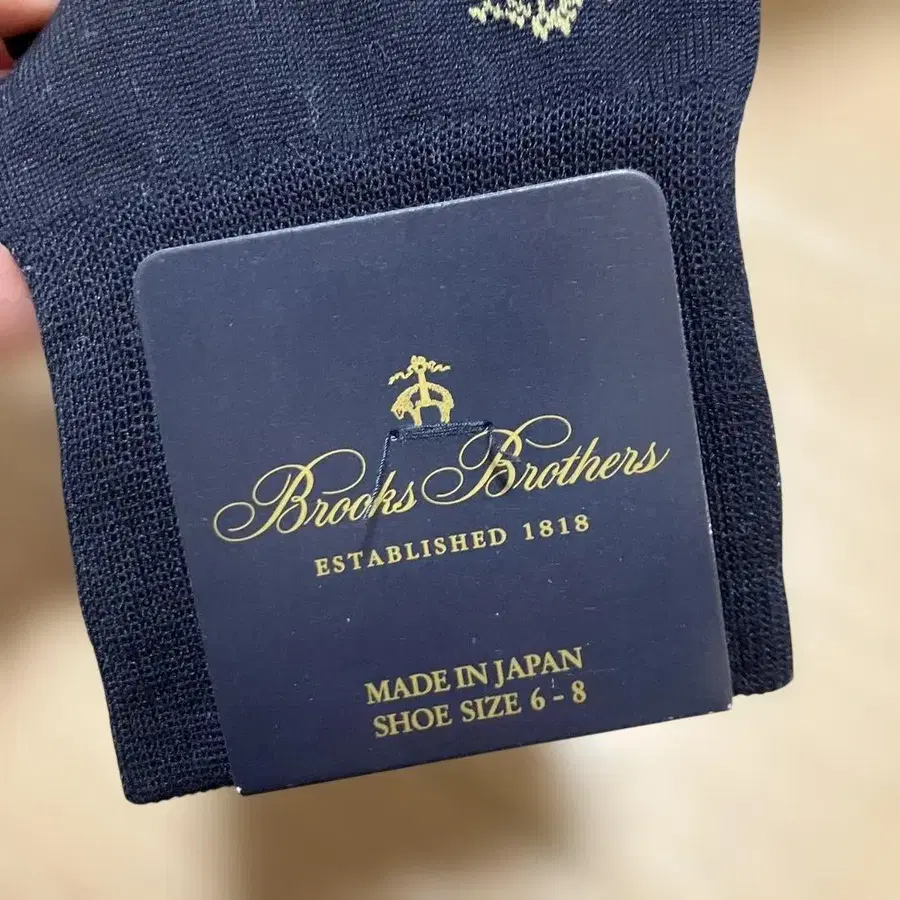 Brooks Brothers
ESTABLISHED 1818
MADE IN JAPAN
SHOE SIZE 6 - 8